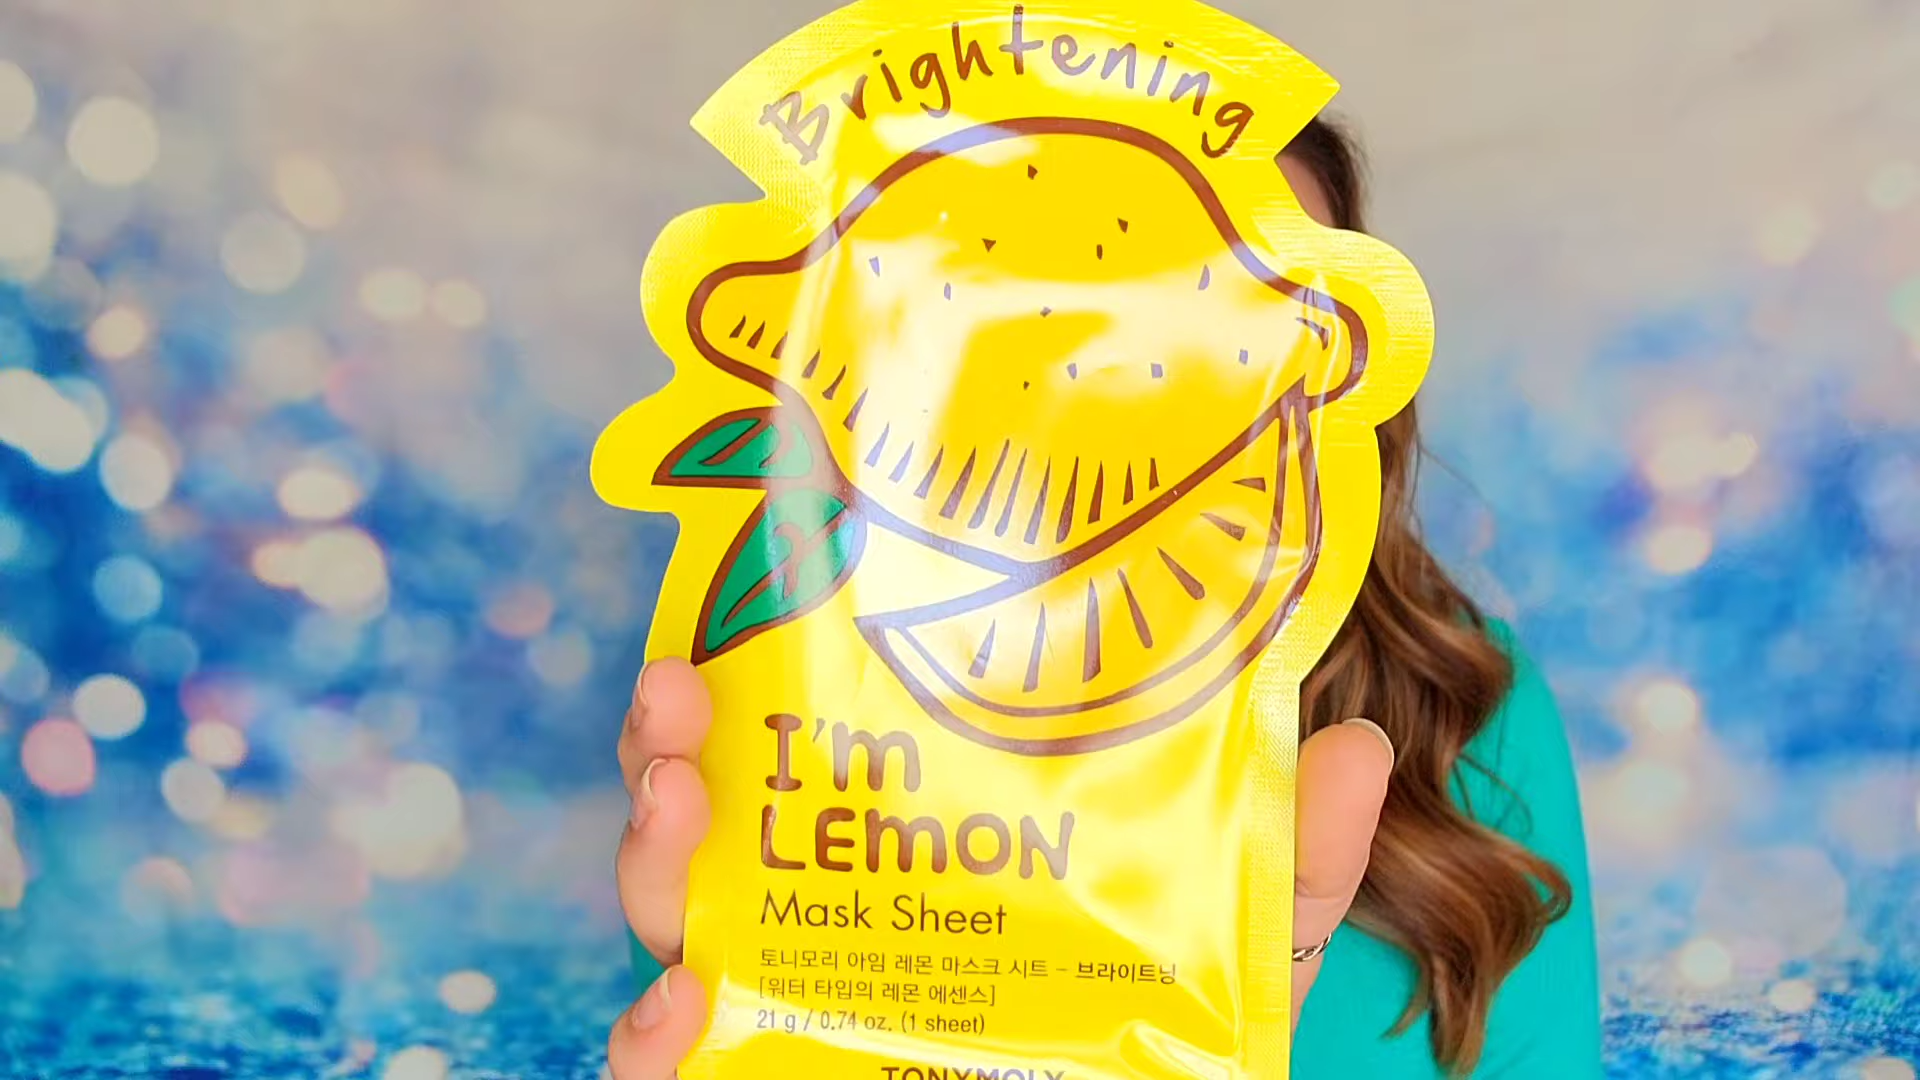 Brightening
I'm
LEMON
Mask Sheet
토니모리 아임 레몬 마스크 시트 - 브라이트닝
[워터 타입의 레몬 에센스]
21 g / 0.74 oz. (1 sheet)
TONYMOLY